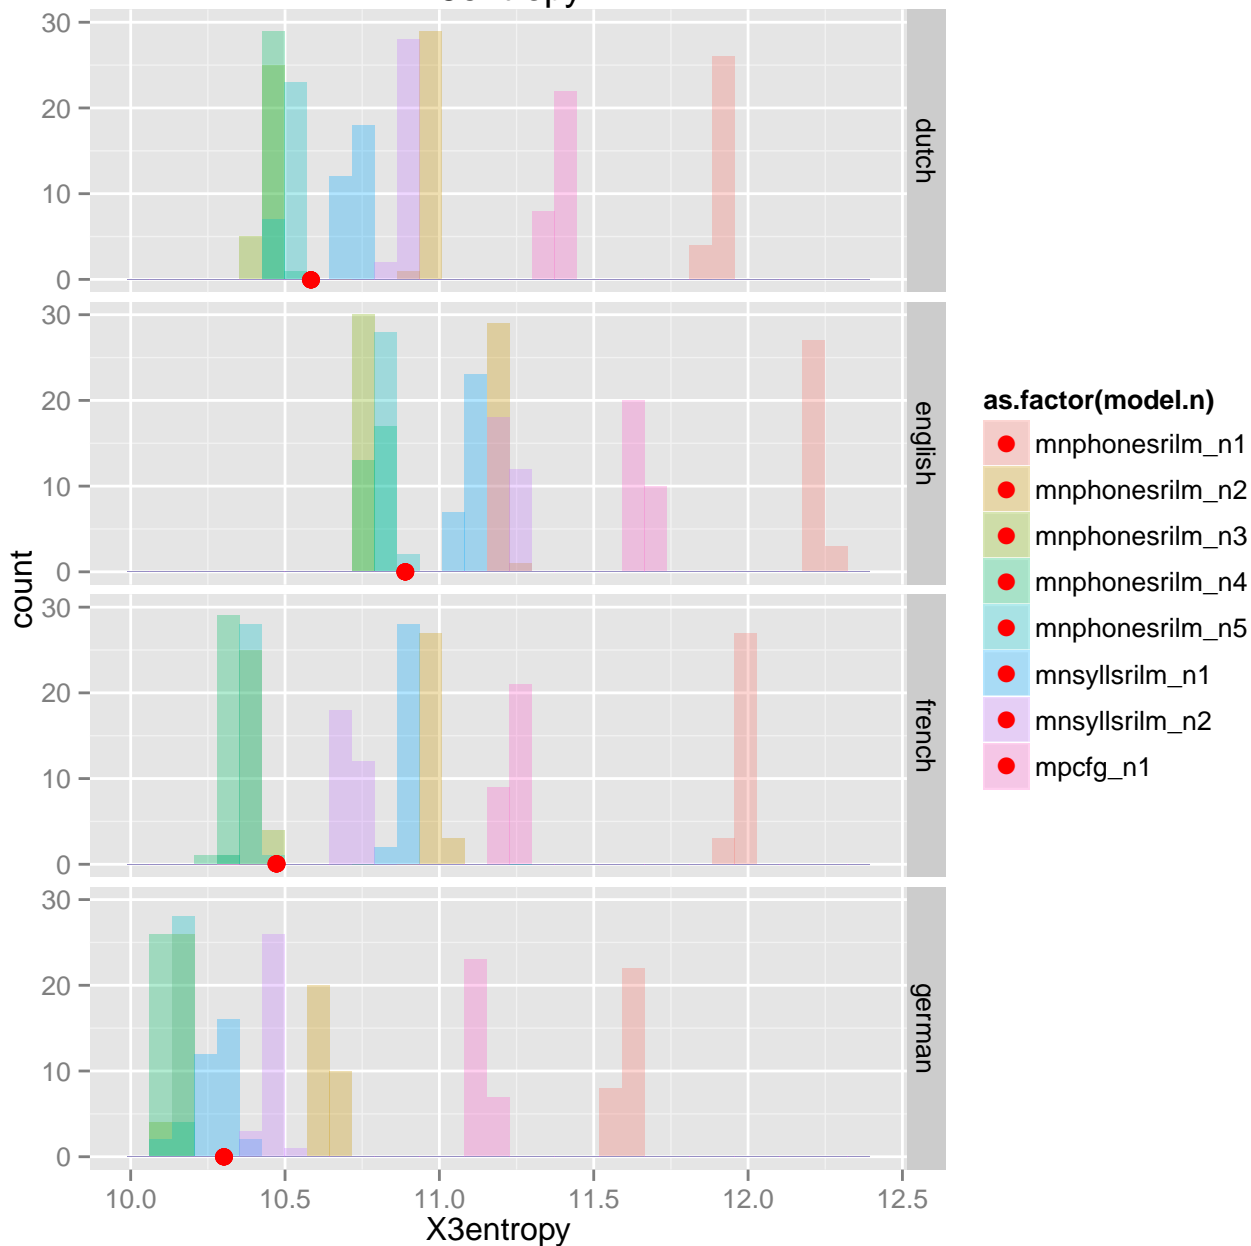 30
20
10
0
dutch
30
20
10
0
english
30
20
10
0
french
30
20
10
0
german
count
10.0 10.5 11.0 11.5 12.0 12.5
X3entropy
as.factor(model.n)
mnphonesrilm_n1
mnphonesrilm_n2
mnphonesrilm_n3
mnphonesrilm_n4
mnphonesrilm_n5
mnsyllsrilm_n1
mnsyllsrilm_n2
mpcfg_n1